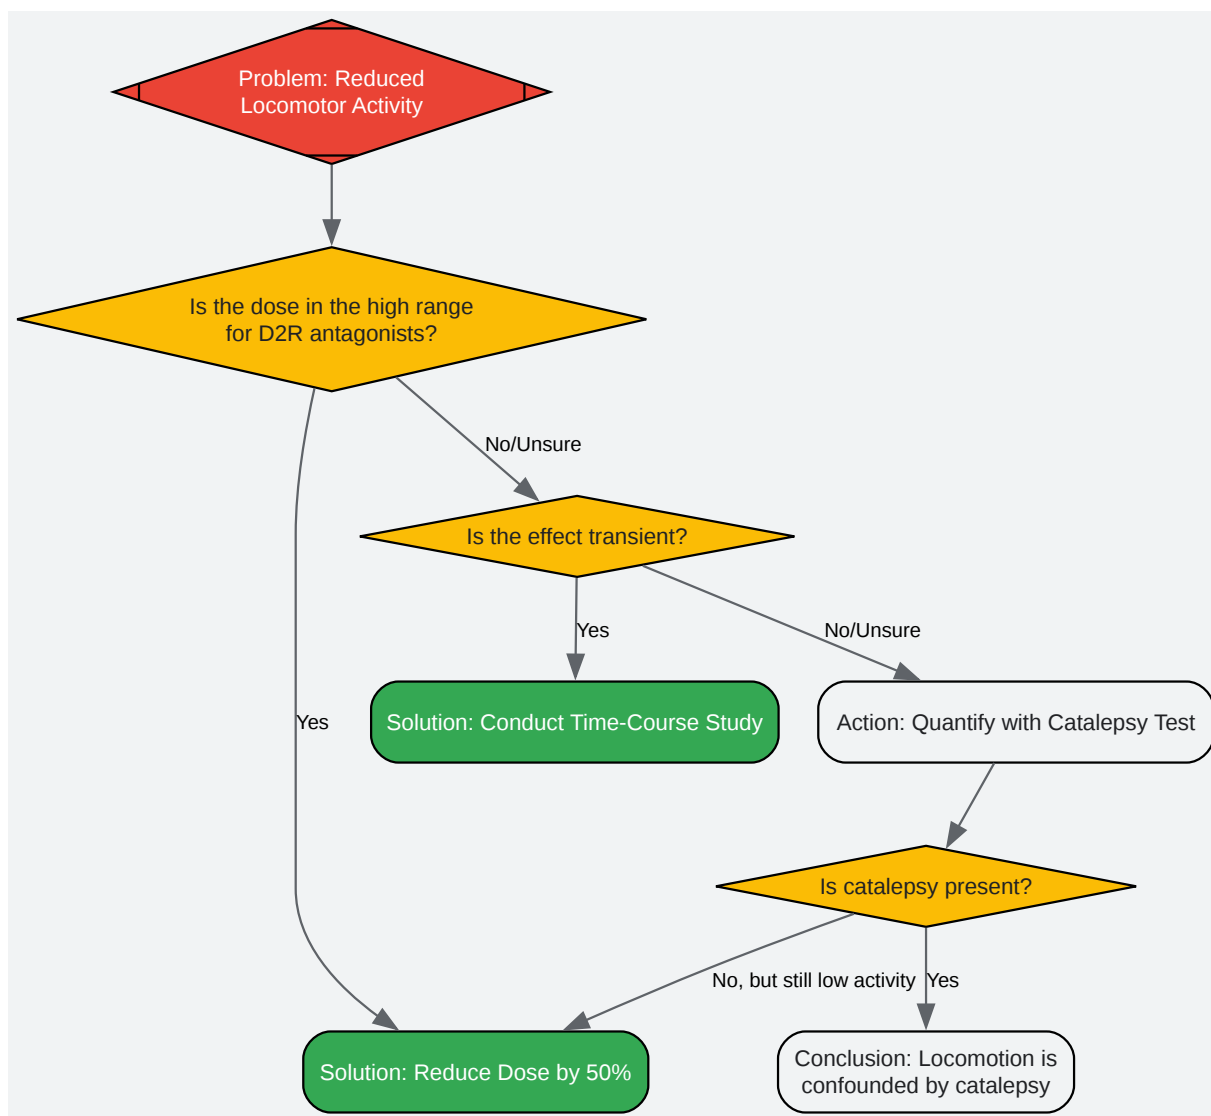 Problem: Reduced
Locomotor Activity
Is the dose in the high range
for D2R antagonists?
No/Unsure
Is the effect transient?
Yes
No/Unsure
Solution: Conduct Time-Course Study
Action: Quantify with Catalepsy Test
Yes
Is catalepsy present?
No, but still low activity
Yes
Solution: Reduce Dose by 50%
Conclusion: Locomotion is
confounded by catalepsy